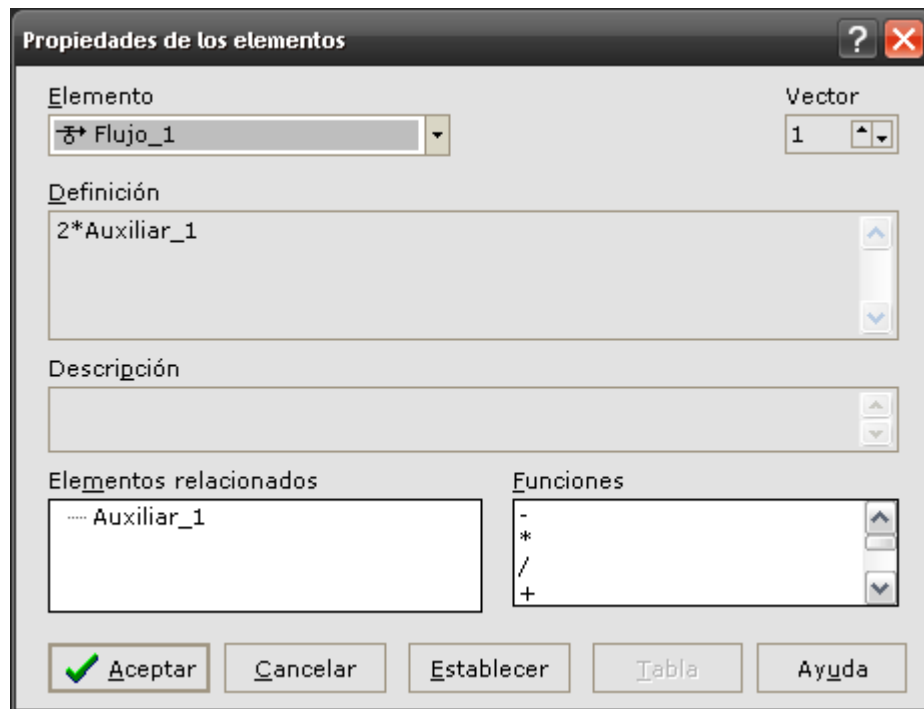 Propiedades de los elementos ?
Elemento
Vector
Flujo_1
1
Definición
2*Auxiliar_1
Descripción
Elementos relacionados
Funciones
Auxiliar_1
-
*
/
+
Aceptar
Cancelar
Establecer
Tabla
Ayuda